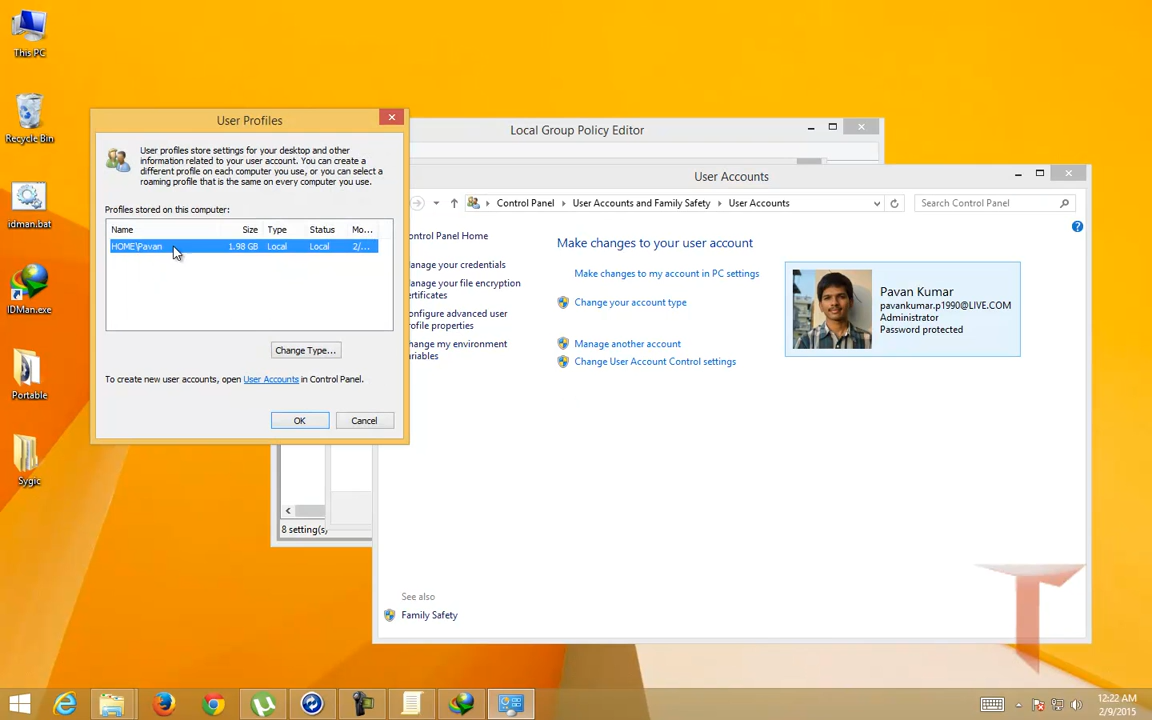 This PC
Recycle Bin
idman.bat
IDMan.exe
Portable
Sygic
User Profiles
User profiles store settings for your desktop and other
information related to your user account. You can create a
different profile on each computer you use, or you can select a
roaming profile that is the same on every computer you use.
Profiles stored on this computer:
Name Size Type Status Mo...
HOME\Pavan 1.98 GB Local Local 2/...
Change Type...
To create new user accounts, open User Accounts in Control Panel.
OK Cancel
Local Group Policy Editor
8 setting(s)
User Accounts
Control Panel User Accounts and Family Safety User Accounts
Search Control Panel
ontrol Panel Home
anage your credentials
anage your file encryption
ertificates
onfigure advanced user
rofile properties
hange my environment
ariables
See also
Family Safety
Make changes to your user account
Make changes to my account in PC settings
Change your account type
Manage another account
Change User Account Control settings
Pavan Kumar
pavankumar.p1990@LIVE.COM
Administrator
Password protected
12:22 AM
2/9/2015